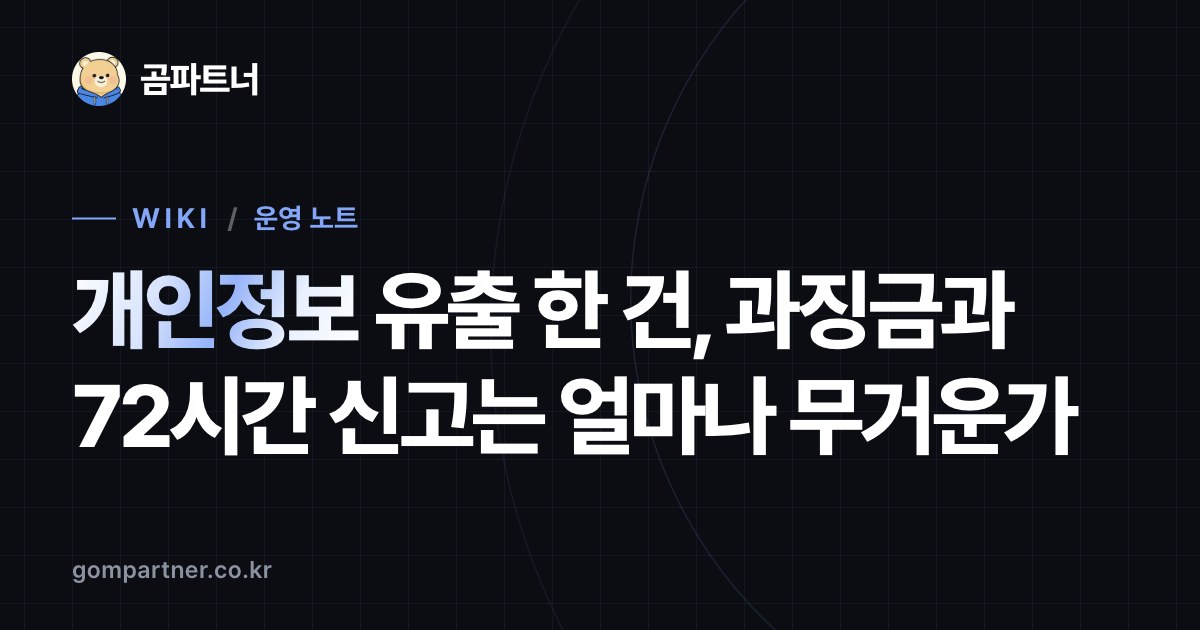 곰파트너
WIKI / 운영 노트
개인정보 유출 한 건, 과징금과
72시간 신고는 얼마나 무거운가
gompartner.co.kr